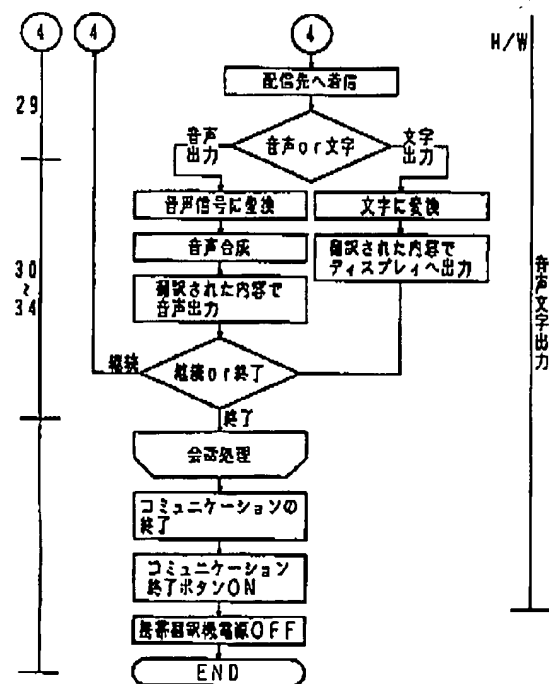 4
4
4
H/W
配信先へ着信
29
音声or文字
音声
出力
文字
出力
音声信号に変換
文字に変換
音声合成
翻訳された内容で
ディスプレイへ出力
30
~
34
翻訳された内容で
音声出力
音声文字出力
継続
継続or終了
終了
会話処理
コミュニケーションの
終了
コミュニケーション
終了ボタンON
携帯翻訳機電源OFF
END